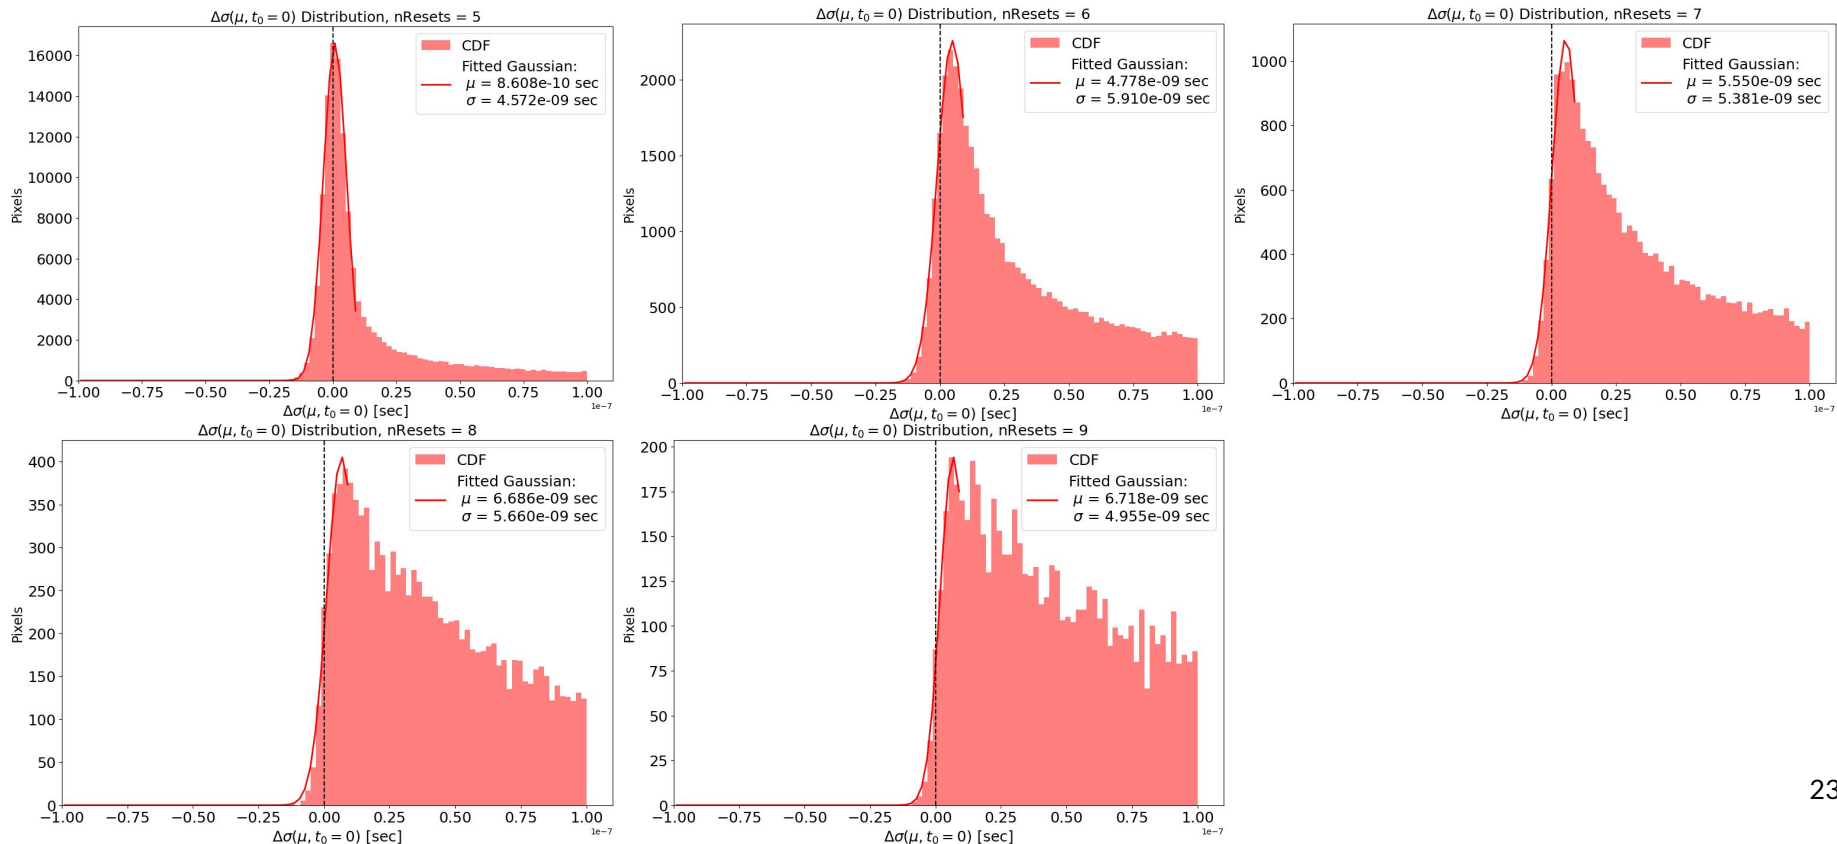 Δσ(μ, t₀ = 0) Distribution, nResets = 5
CDF
Fitted Gaussian:
μ = 8.608e-10 sec
σ = 4.572e-09 sec
Pixels
16000
14000
12000
10000
8000
6000
4000
2000
0
−1.00 −0.75 −0.50 −0.25 0.00 0.25 0.50 0.75 1.00
1e−7
Δσ(μ, t₀ = 0) [sec]
Δσ(μ, t₀ = 0) Distribution, nResets = 6
CDF
Fitted Gaussian:
μ = 4.778e-09 sec
σ = 5.910e-09 sec
Pixels
2000
1500
1000
500
0
−1.00 −0.75 −0.50 −0.25 0.00 0.25 0.50 0.75 1.00
1e−7
Δσ(μ, t₀ = 0) [sec]
Δσ(μ, t₀ = 0) Distribution, nResets = 7
CDF
Fitted Gaussian:
μ = 5.550e-09 sec
σ = 5.381e-09 sec
Pixels
1000
800
600
400
200
0
−1.00 −0.75 −0.50 −0.25 0.00 0.25 0.50 0.75 1.00
1e−7
Δσ(μ, t₀ = 0) [sec]
Δσ(μ, t₀ = 0) Distribution, nResets = 8
CDF
Fitted Gaussian:
μ = 6.686e-09 sec
σ = 5.660e-09 sec
Pixels
400
350
300
250
200
150
100
50
0
−1.00 −0.75 −0.50 −0.25 0.00 0.25 0.50 0.75 1.00
1e−7
Δσ(μ, t₀ = 0) [sec]
Δσ(μ, t₀ = 0) Distribution, nResets = 9
CDF
Fitted Gaussian:
μ = 6.718e-09 sec
σ = 4.955e-09 sec
Pixels
200
175
150
125
100
75
50
25
0
−1.00 −0.75 −0.50 −0.25 0.00 0.25 0.50 0.75 1.00
1e−7
Δσ(μ, t₀ = 0) [sec]
23